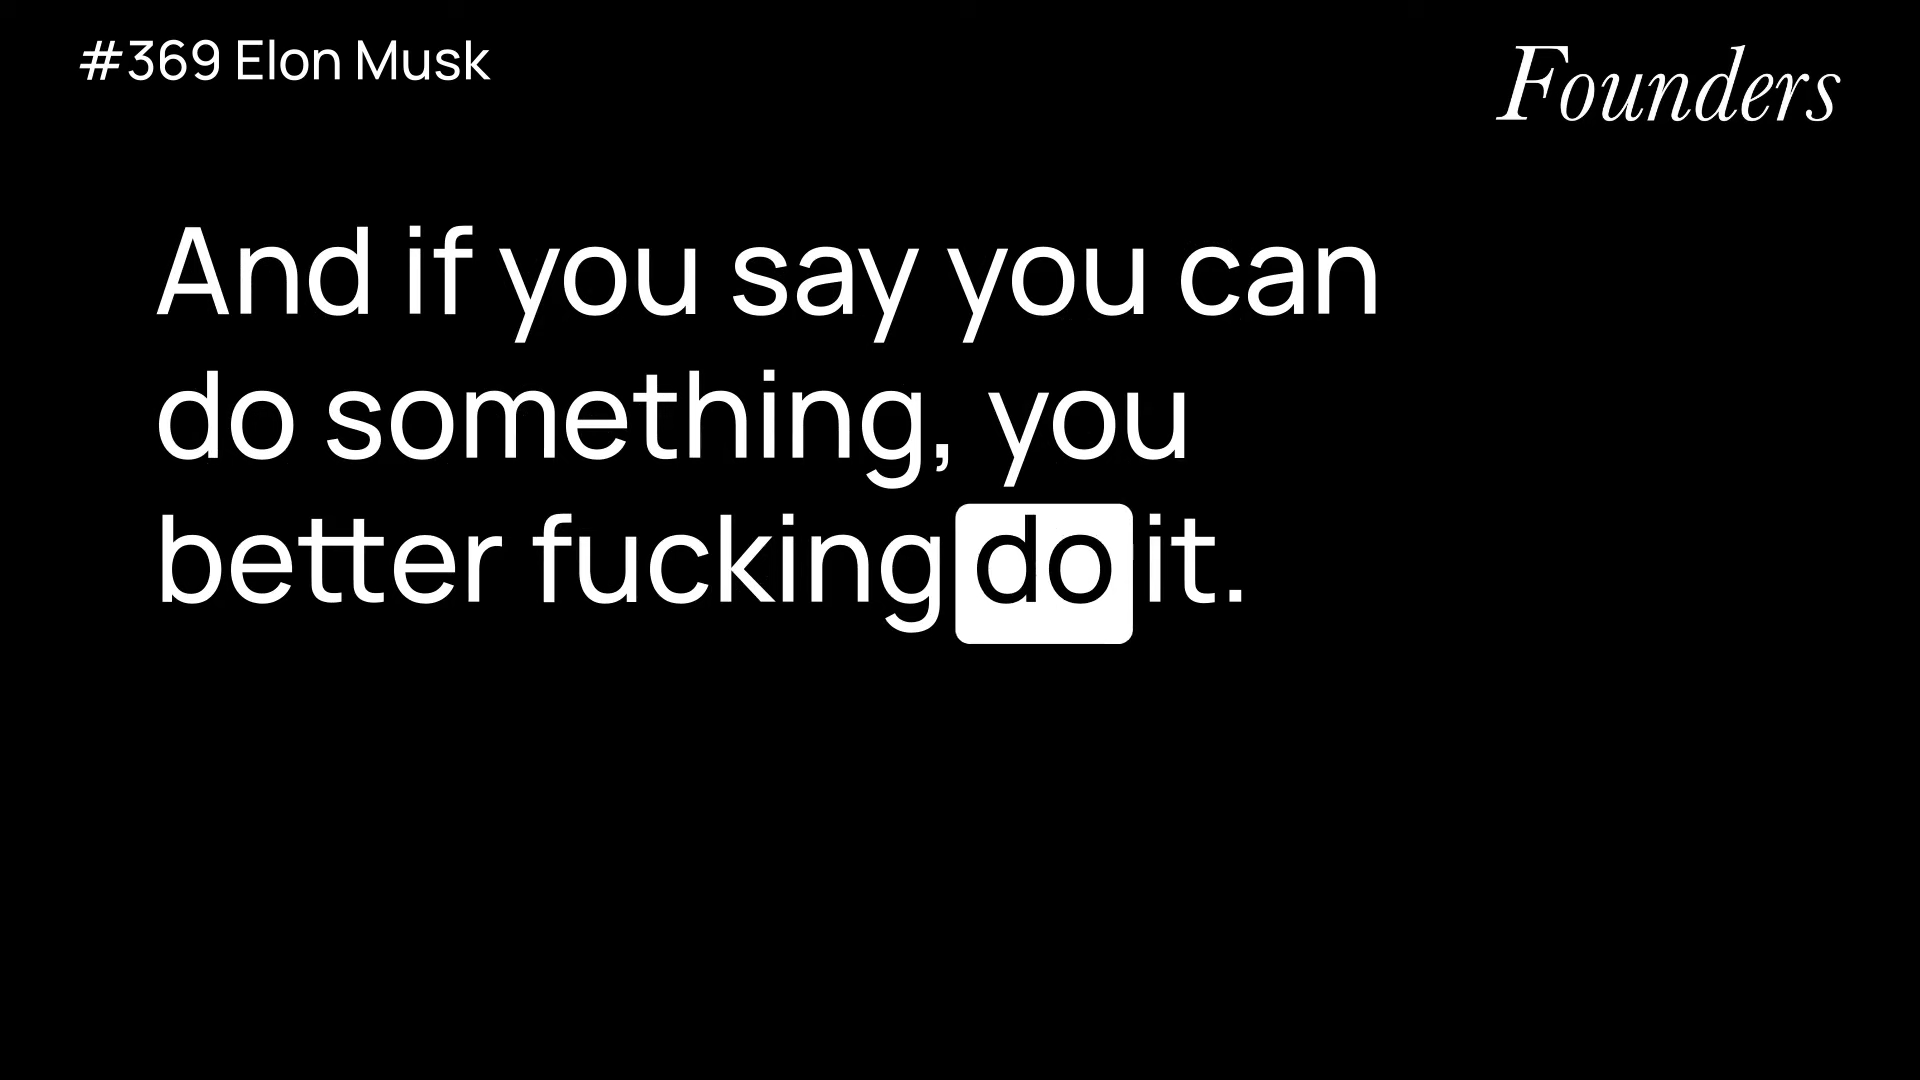 #369 Elon Musk
Founders
And if you say you can
do something, you
better fucking do it.